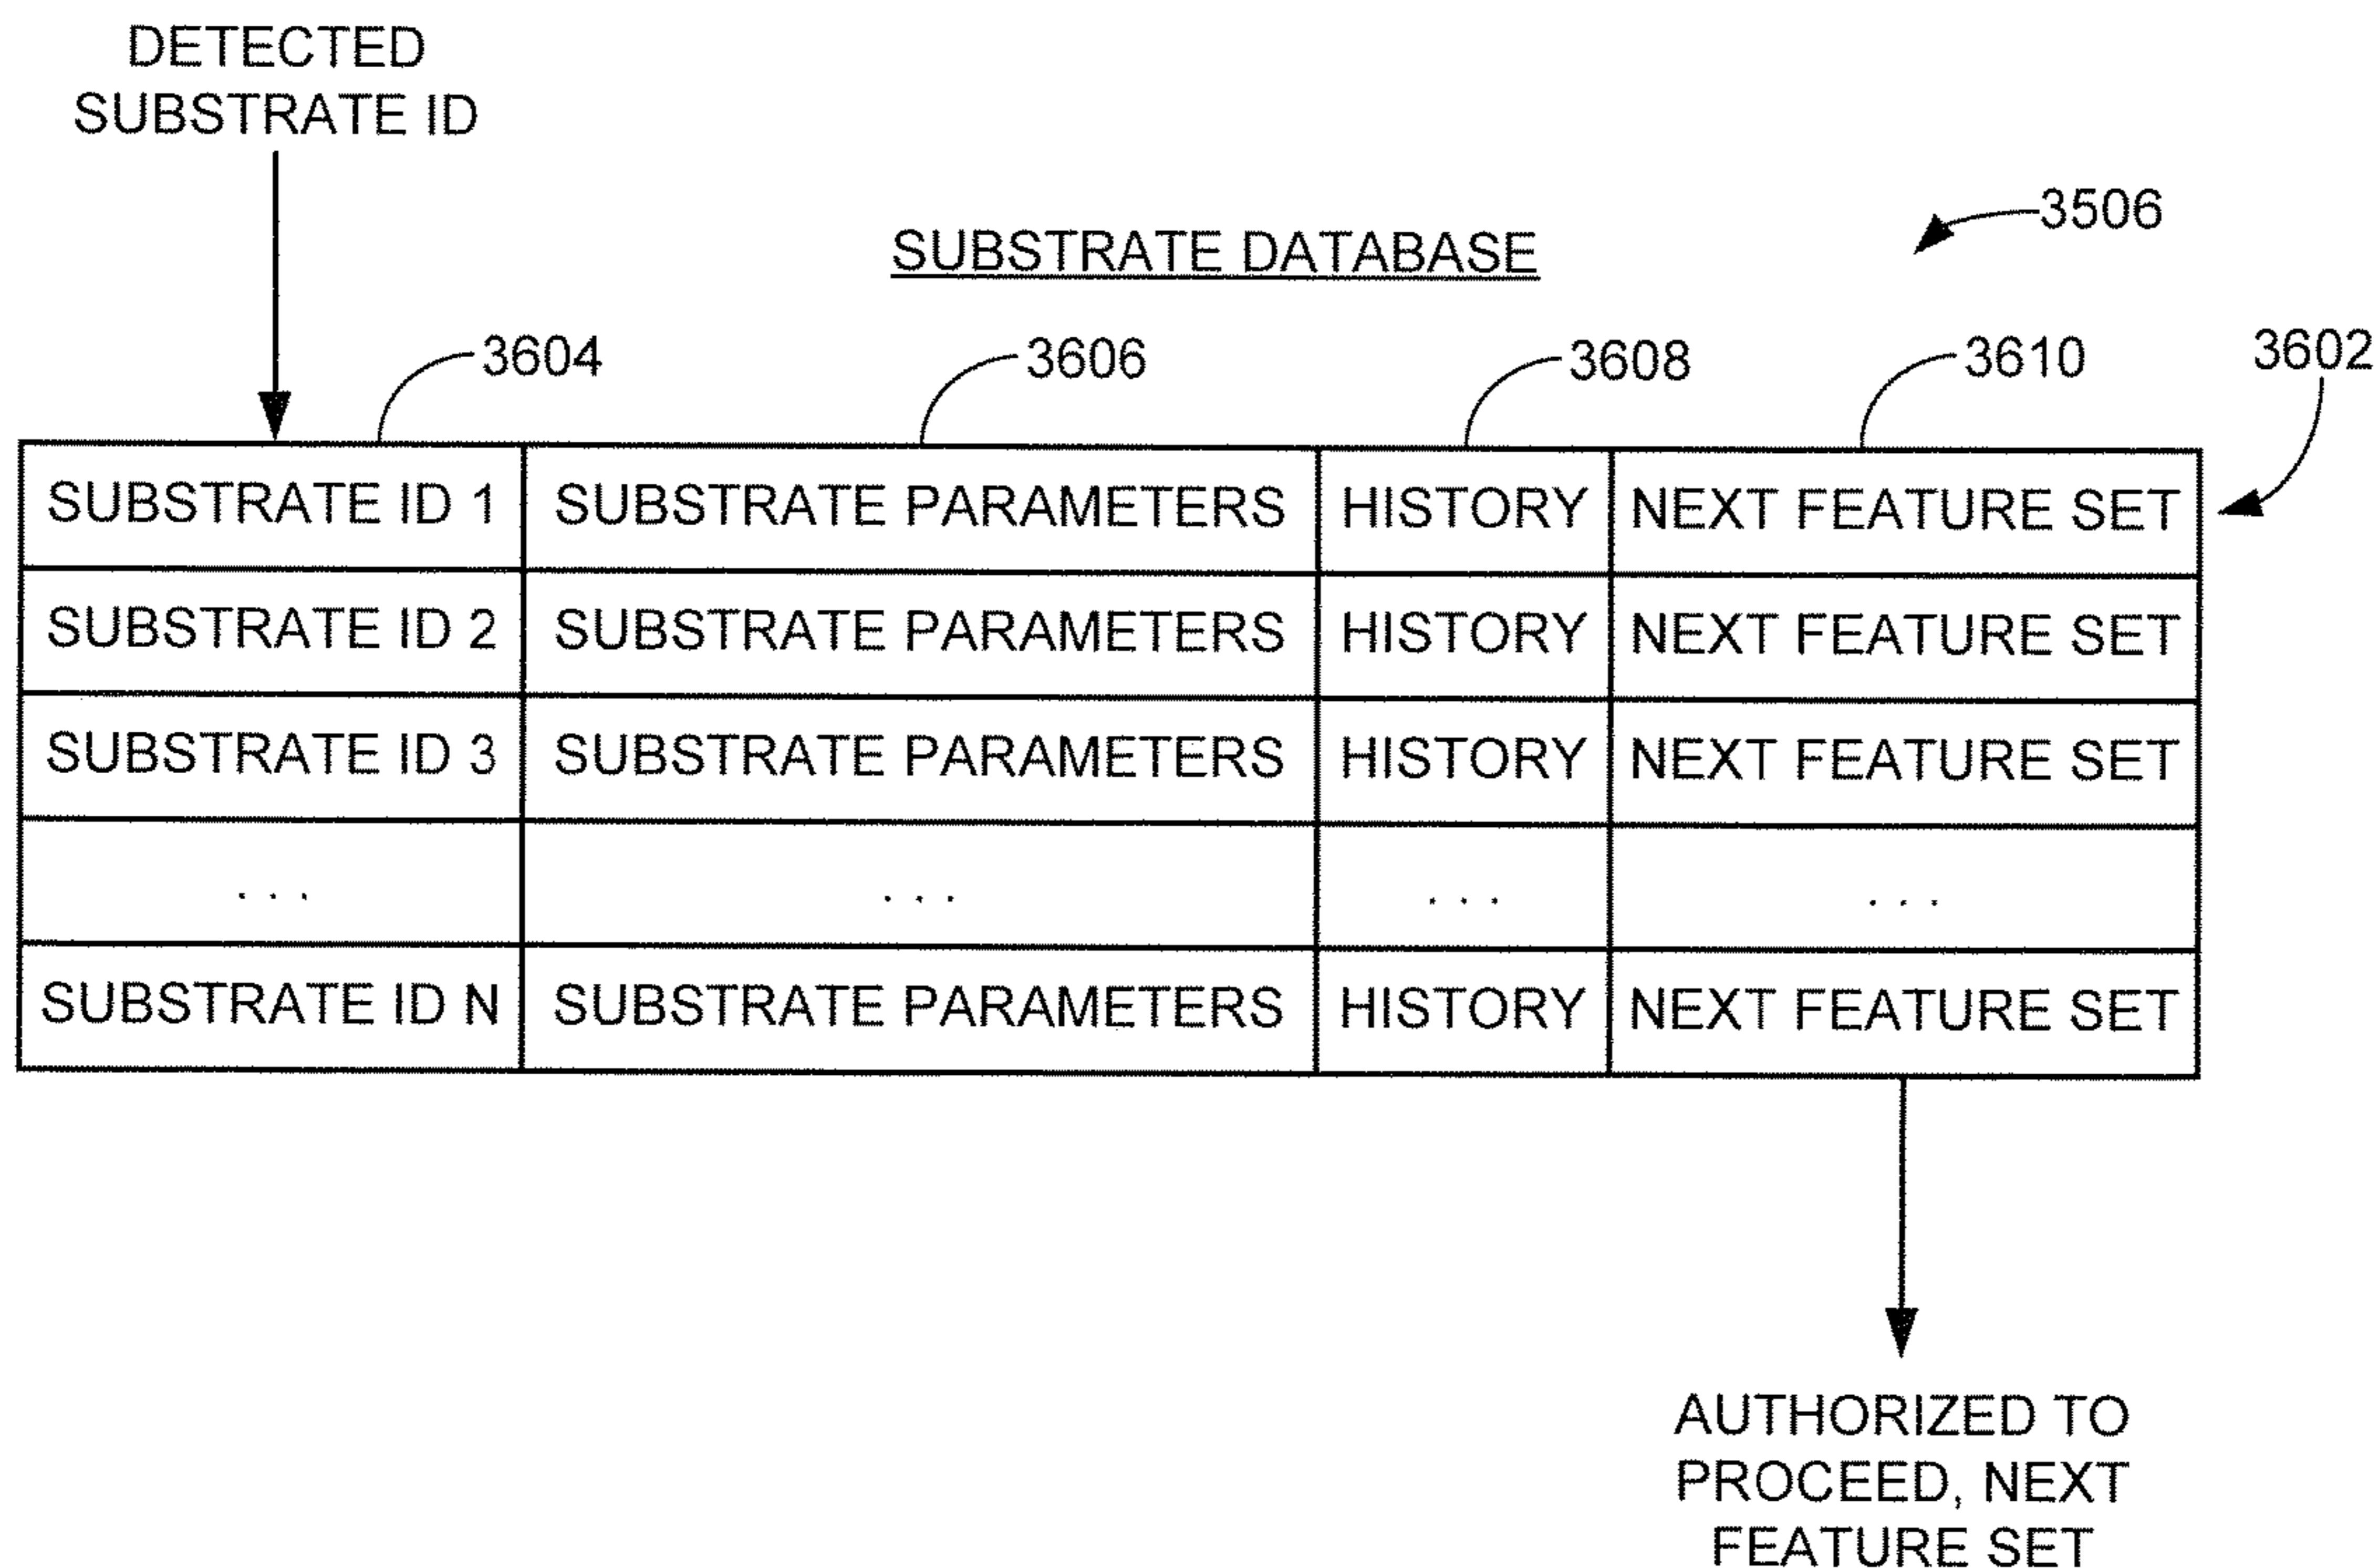 DETECTED
SUBSTRATE ID
3506
SUBSTRATE DATABASE
3604 3606 3608 3610 3602
SUBSTRATE ID 1 SUBSTRATE PARAMETERS HISTORY NEXT FEATURE SET
SUBSTRATE ID 2 SUBSTRATE PARAMETERS HISTORY NEXT FEATURE SET
SUBSTRATE ID 3 SUBSTRATE PARAMETERS HISTORY NEXT FEATURE SET
. . . . . . . . . . . .
SUBSTRATE ID N SUBSTRATE PARAMETERS HISTORY NEXT FEATURE SET
AUTHORIZED TO
PROCEED, NEXT
FEATURE SET